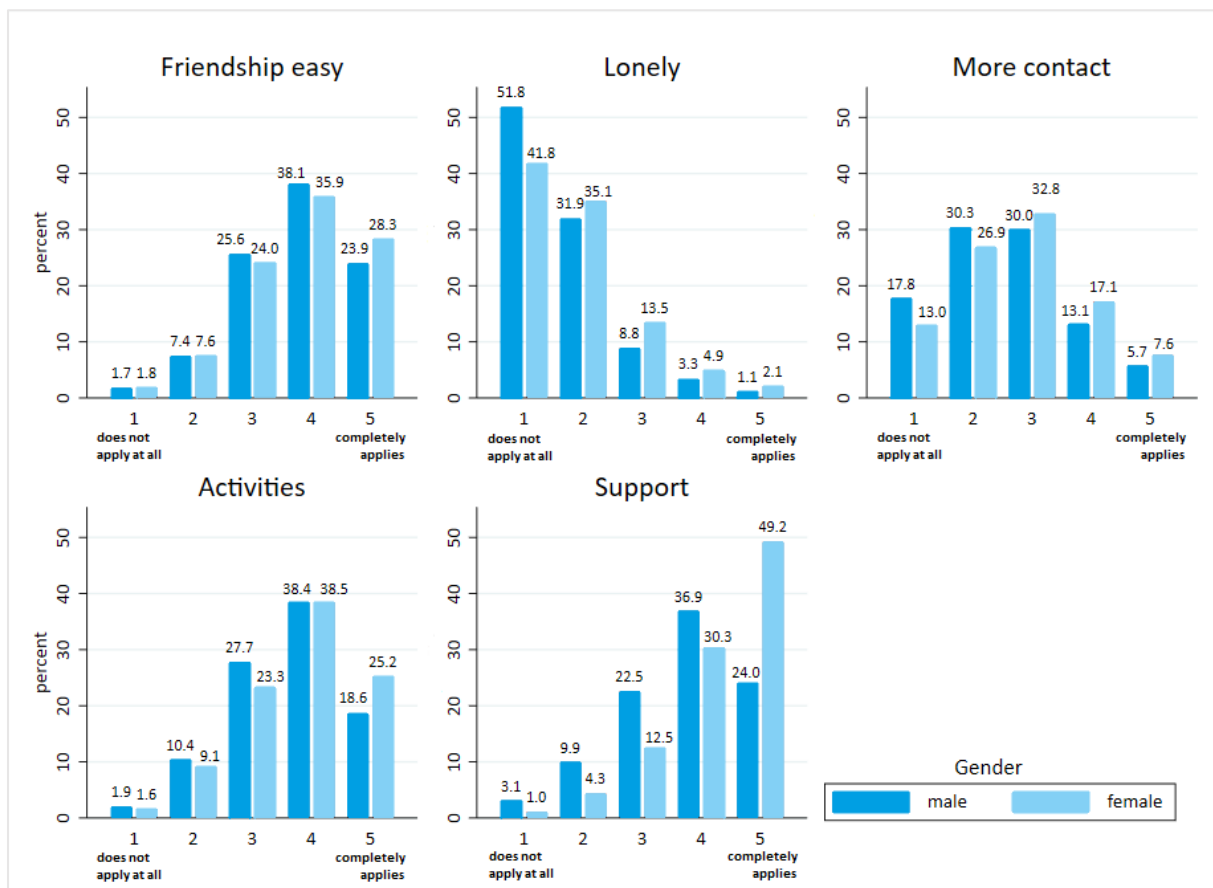 Friendship easy
Lonely
More contact
percent
0 10 20 30 40 50
1.7 1.8 7.4 7.6 25.6 24.0 38.1 35.9 23.9 28.3
1 2 3 4 5
does not completely
apply at all applies
0 10 20 30 40 50
51.8 41.8 31.9 35.1 8.8 13.5 3.3 4.9 1.1 2.1
1 2 3 4 5
does not completely
apply at all applies
0 10 20 30 40 50
17.8 13.0 30.3 26.9 30.0 32.8 13.1 17.1 5.7 7.6
1 2 3 4 5
does not completely
apply at all applies
Activities
Support
percent
0 10 20 30 40 50
1.9 1.6 10.4 9.1 27.7 23.3 38.4 38.5 18.6 25.2
1 2 3 4 5
does not completely
apply at all applies
0 10 20 30 40 50
3.1 1.0 9.9 4.3 22.5 12.5 36.9 30.3 24.0 49.2
1 2 3 4 5
does not completely
apply at all applies
Gender
male female